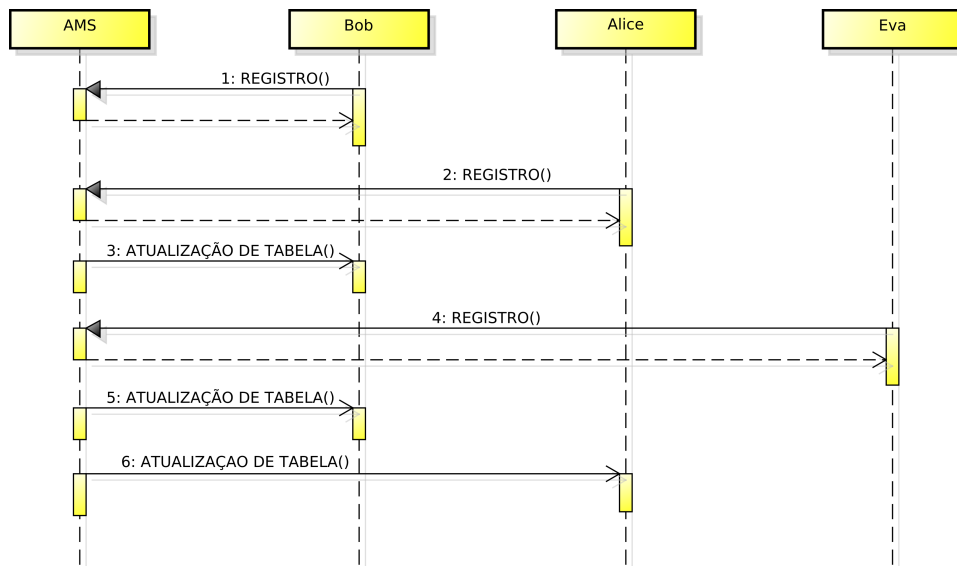 AMS
Bob
Alice
Eva
1: REGISTRO()
2: REGISTRO()
3: ATUALIZAÇÃO DE TABELA()
4: REGISTRO()
5: ATUALIZAÇÃO DE TABELA()
6: ATUALIZAÇAO DE TABELA()